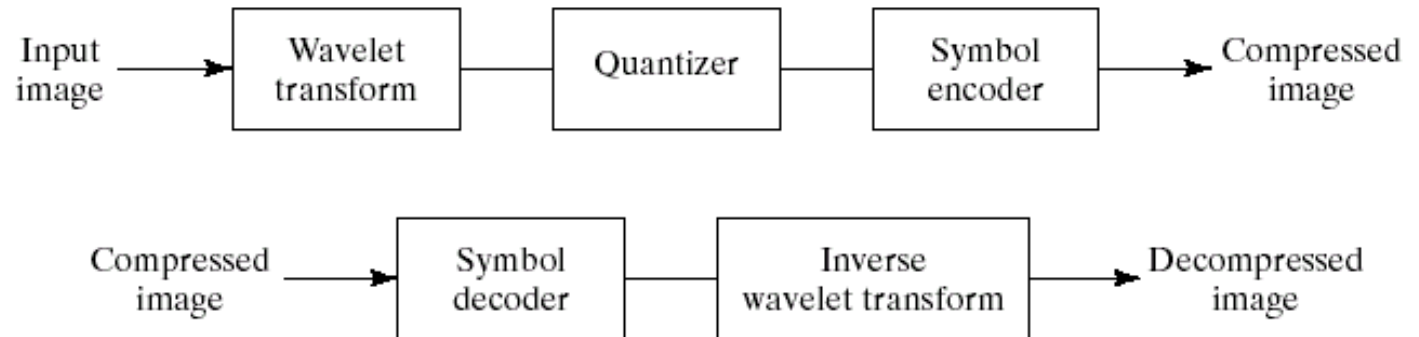 Input
image
Wavelet
transform
Quantizer
Symbol
encoder
Compressed
image
Compressed
image
Symbol
decoder
Inverse
wavelet transform
Decompressed
image